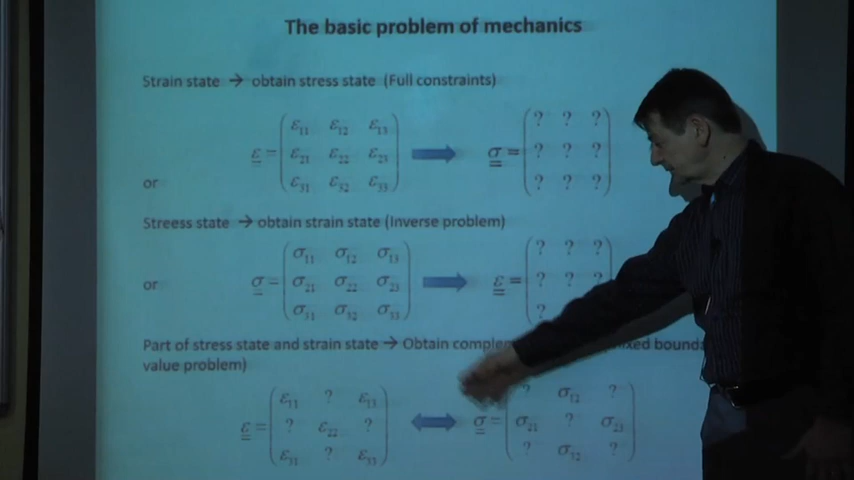 The basic problem of mechanics
Strain state → obtain stress state (Full constraints)
ε = ( ε11 ε12 ε13 → σ = ( ? ? ?
ε21 ε22 ε23 ? ? ?
ε31 ε32 ε33 ) ? ? ? )
or
Streess state → obtain strain state (Inverse problem)
σ = ( σ11 σ12 σ13 → ε = ( ? ? ?
σ21 σ22 σ23 ? ? ?
σ31 σ32 σ33 ) ?
or
Part of stress state and strain state → Obtain
value problem)
ε = ( ε11 ? ε13 ↔ σ = ( ? σ12 ?
? ε22 ? σ21 ? σ23
ε31 ? ε33 ) ? σ32 ? )